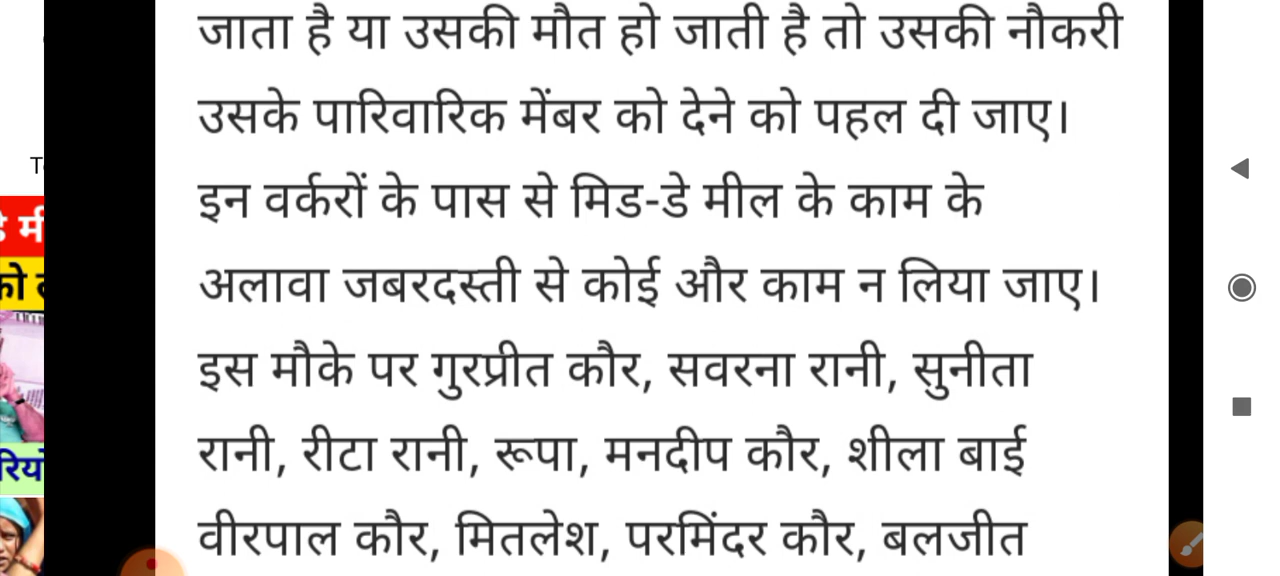 जाता है या उसकी मौत हो जाती है तो उसकी नौकरी
उसके पारिवारिक मेंबर को देने को पहल दी जाए।
इन वर्करों के पास से मिड-डे मील के काम के
अलावा जबरदस्ती से कोई और काम न लिया जाए।
इस मौके पर गुरप्रीत कौर, सवरना रानी, सुनीता
रानी, रीटा रानी, रूपा, मनदीप कौर, शीला बाई
वीरपाल कौर, मितलेश, परमिंदर कौर, बलजीत